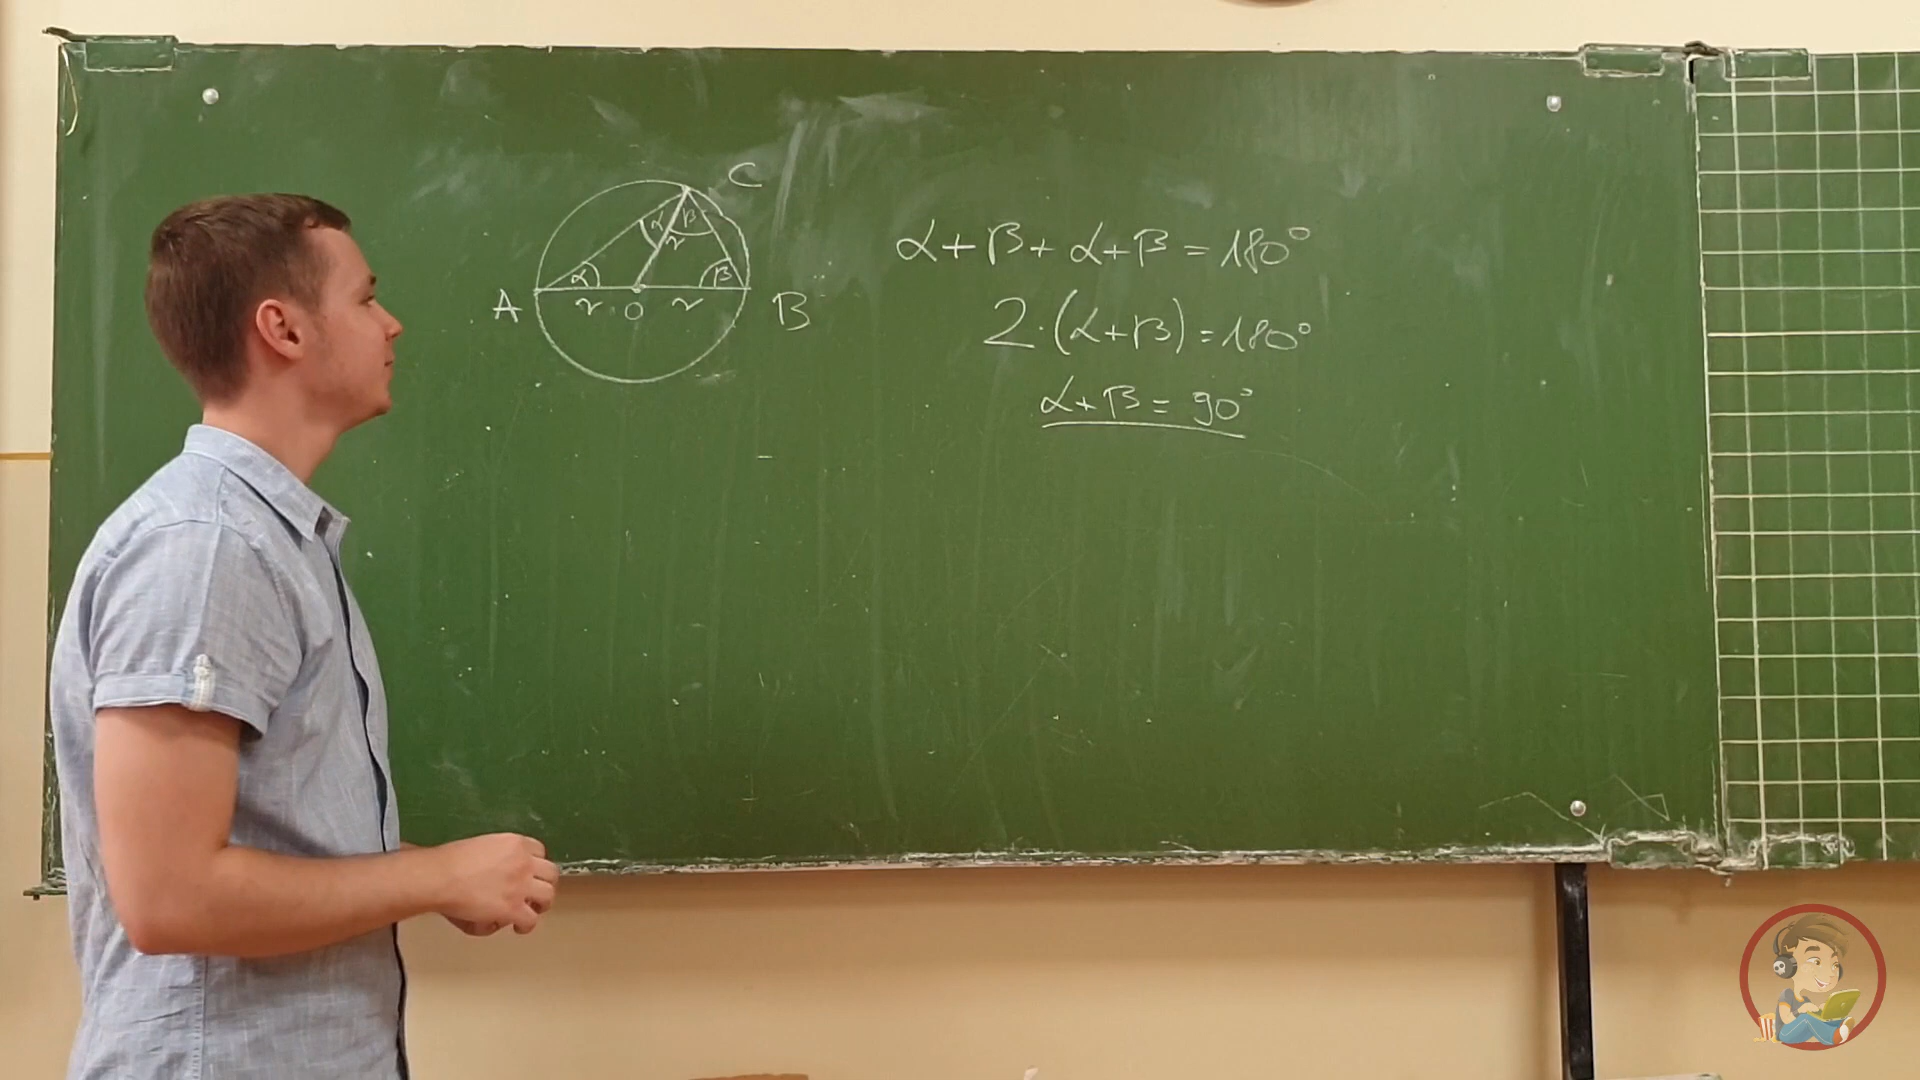 C
α β
r
α β
A r O r B
α+β+α+β=180°
2·(α+β)=180°
α+β=90°